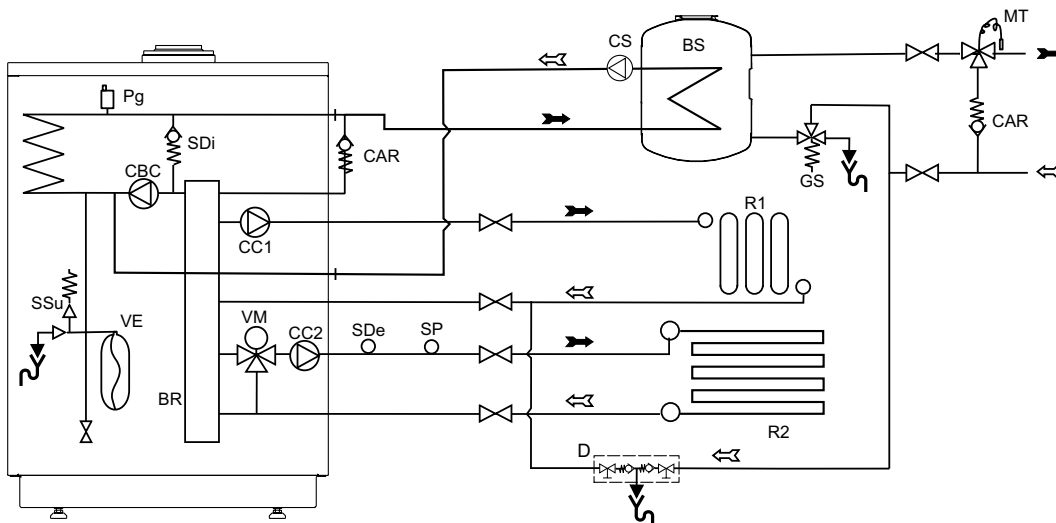 MT
CS
BS
Pg
SDi
CAR
CAR
CBC
GS
R1
CC1
SSu
VE
VM
CC2
SDe
SP
BR
R2
D